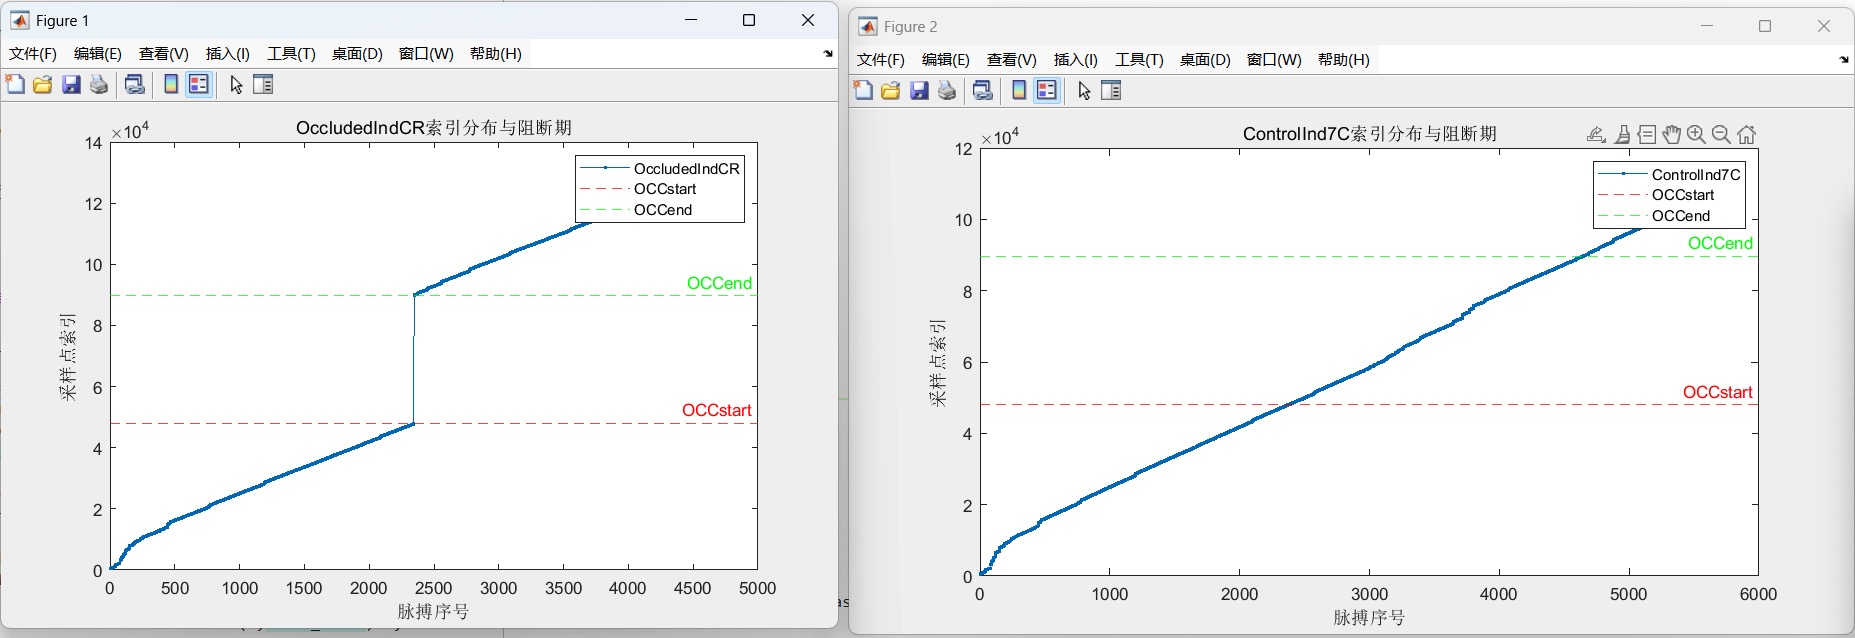 Figure 1
文件(F) 编辑(E) 查看(V) 插入(I) 工具(T) 桌面(D) 窗口(W) 帮助(H)
×10⁴
OccludedIndCR索引分布与阻断期
14
12
10
8
6
4
2
0
采样点索引
OccludedIndCR
OCCstart
OCCend
OCCend
OCCstart
0 500 1000 1500 2000 2500 3000 3500 4000 4500 5000
脉搏序号
Figure 2
文件(F) 编辑(E) 查看(V) 插入(I) 工具(T) 桌面(D) 窗口(W) 帮助(H)
×10⁴
ControlInd7C索引分布与阻断期
12
10
8
6
4
2
0
采样点索引
ControlInd7C
OCCstart
OCCend
OCCend
OCCstart
0 1000 2000 3000 4000 5000 6000
脉搏序号